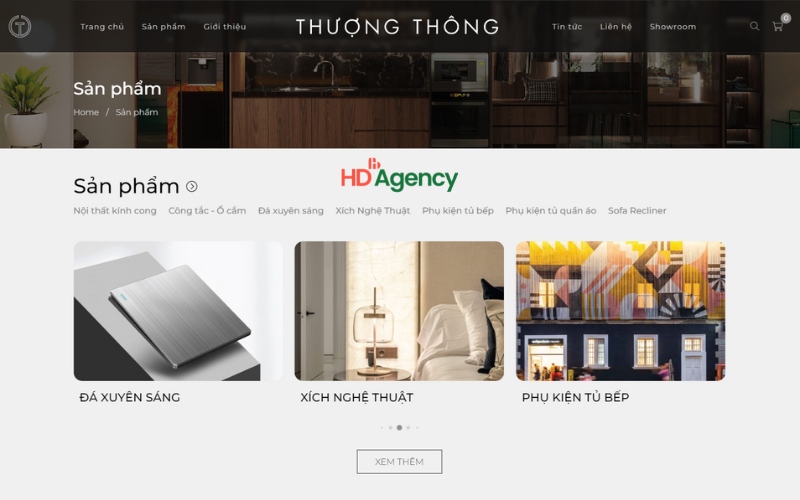 Trang chủ Sản phẩm Giới thiệu THƯỢNG THÔNG Tin tức Liên hệ Showroom 0
Sản phẩm
Home / Sản phẩm
HD Agency
Sản phẩm
Nội thất kính cong Công tắc - Ổ cắm Đá xuyên sáng Xích Nghệ Thuật Phụ kiện tủ bếp Phụ kiện tủ quần áo Sofa Recliner
ĐÁ XUYÊN SÁNG XÍCH NGHỆ THUẬT PHỤ KIỆN TỦ BẾP
XEM THÊM